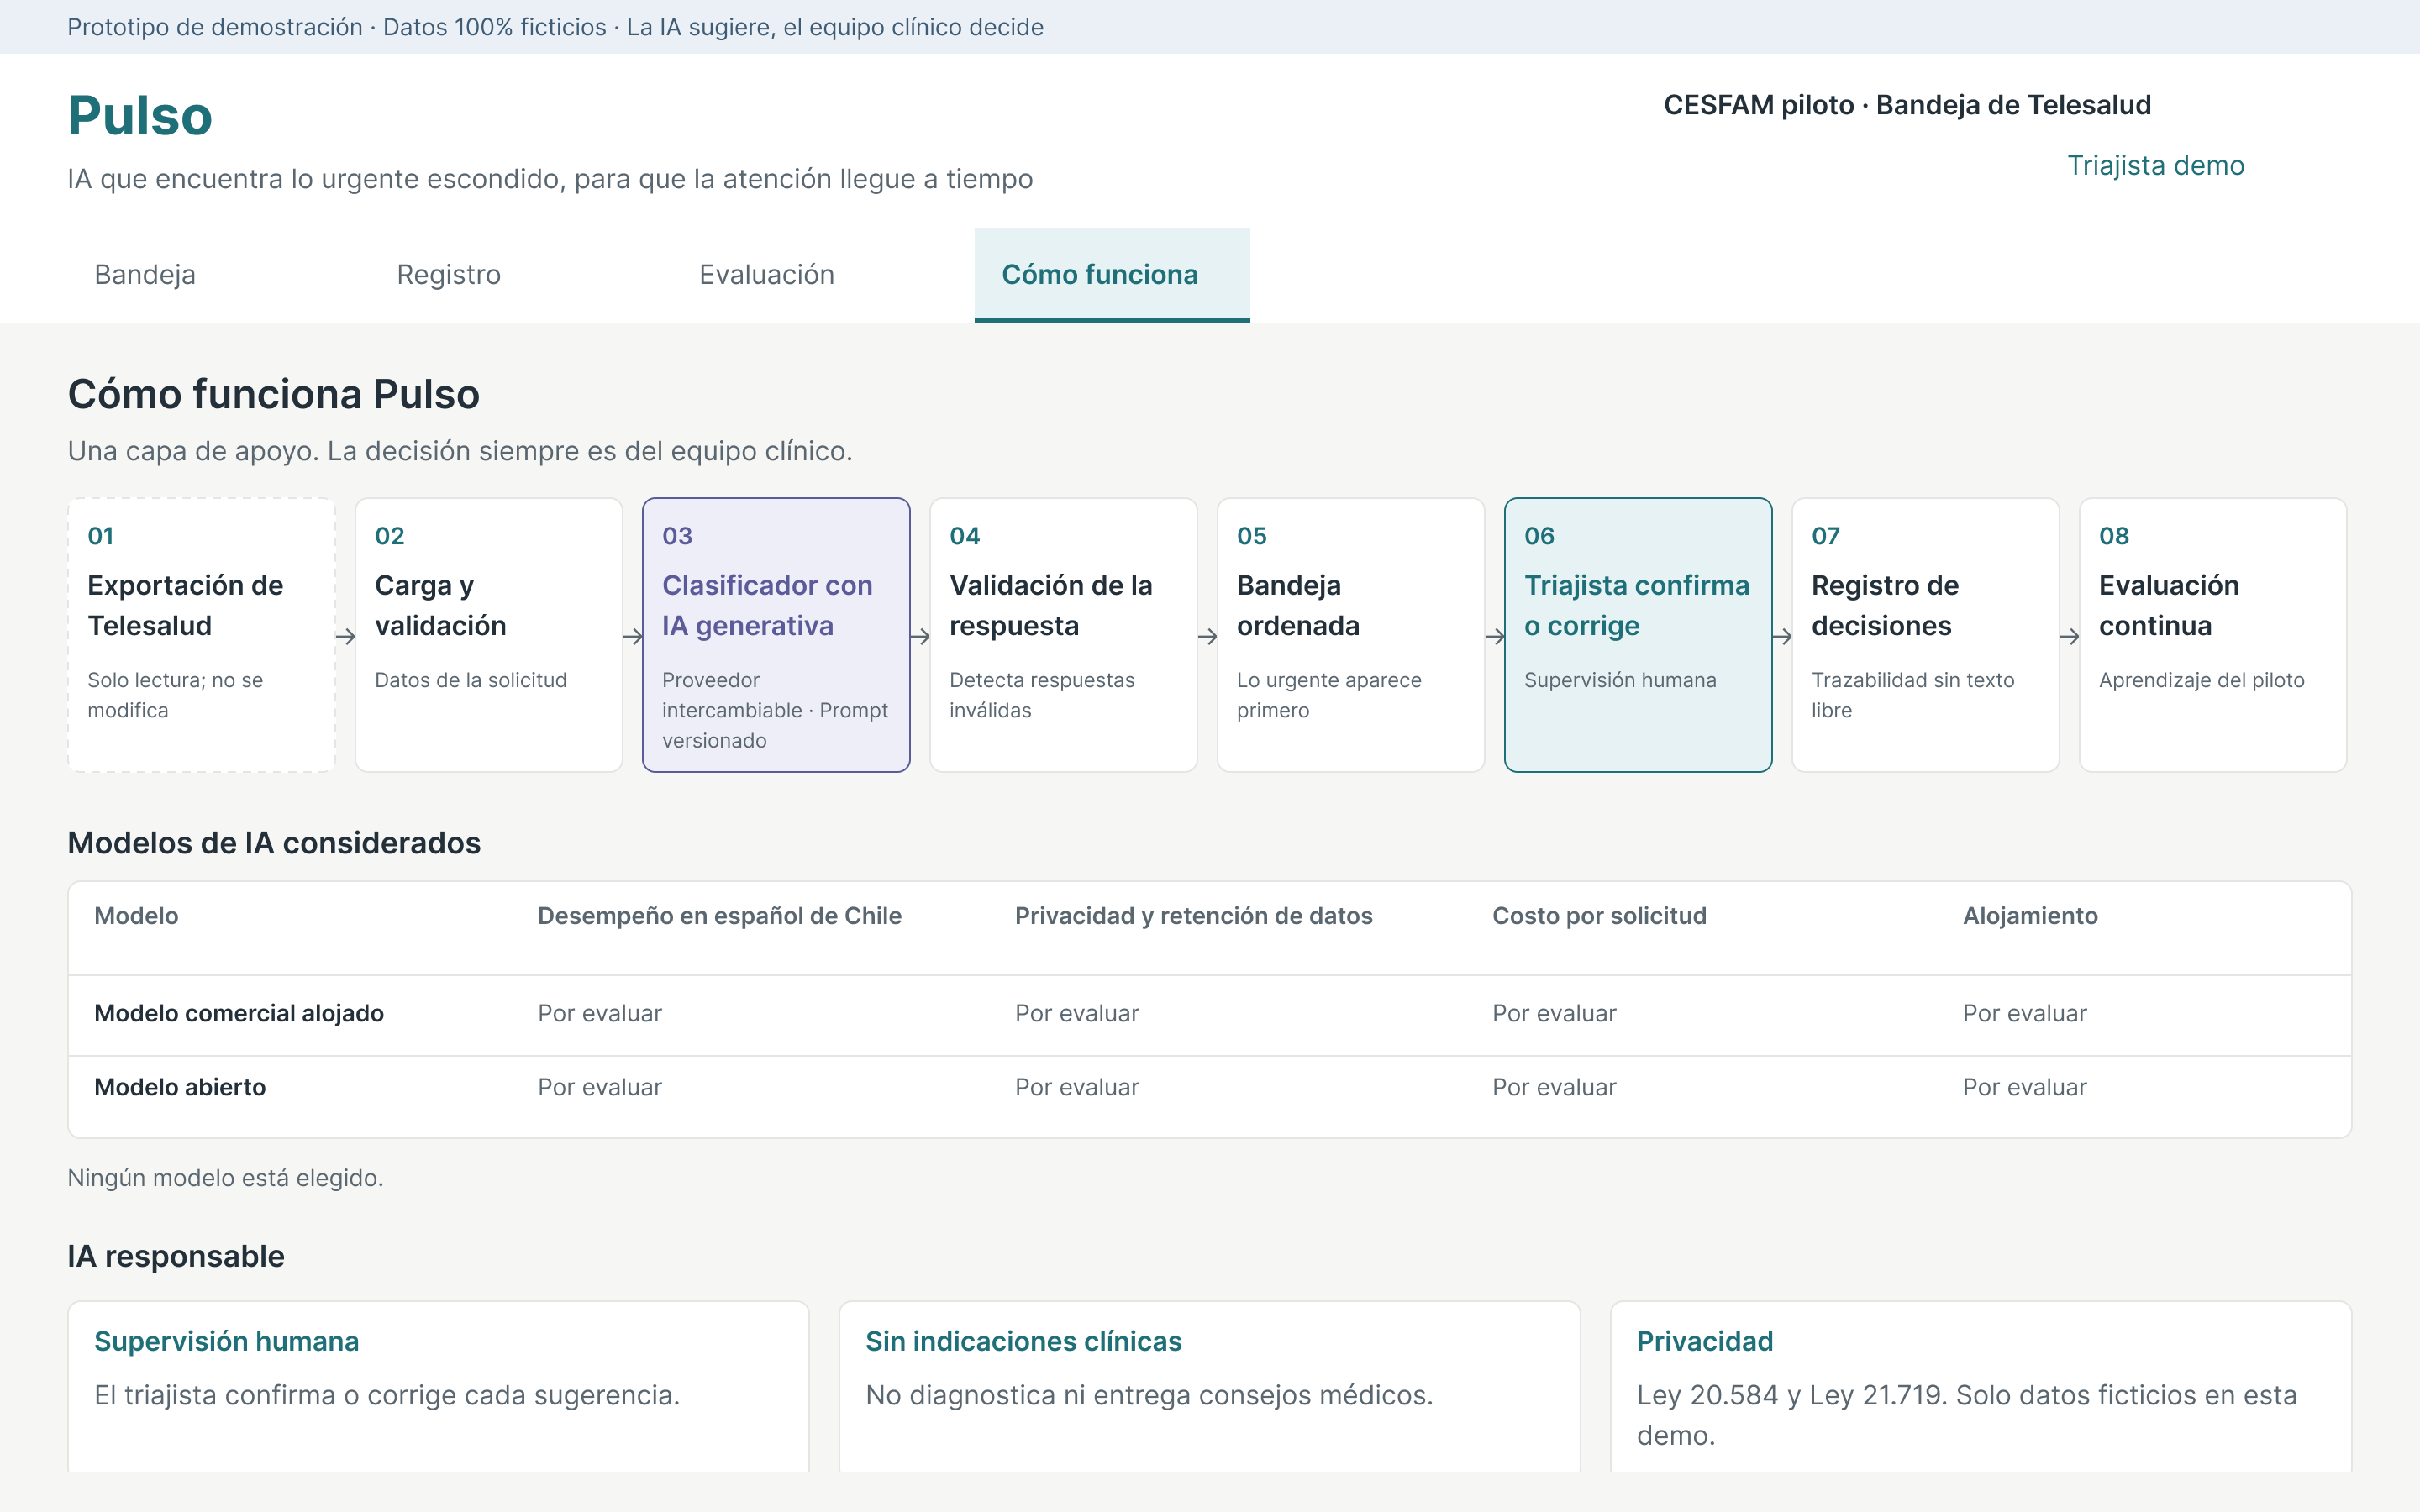 Prototipo de demostración · Datos 100% ficticios · La IA sugiere, el equipo clínico decide
Pulso
IA que encuentra lo urgente escondido, para que la atención llegue a tiempo
CESFAM piloto · Bandeja de Telesalud
Triajista demo
Bandeja
Registro
Evaluación
Cómo funciona
Cómo funciona Pulso
Una capa de apoyo. La decisión siempre es del equipo clínico.
01
Exportación de
Telesalud
Solo lectura; no se
modifica
→
02
Carga y
validación
Datos de la solicitud
→
03
Clasificador con
IA generativa
Proveedor
intercambiable · Prompt
versionado
→
04
Validación de la
respuesta
Detecta respuestas
inválidas
→
05
Bandeja
ordenada
Lo urgente aparece
primero
→
06
Triajista confirma
o corrige
Supervisión humana
→
07
Registro de
decisiones
Trazabilidad sin texto
libre
→
08
Evaluación
continua
Aprendizaje del piloto
Modelos de IA considerados
Modelo Desempeño en español de Chile Privacidad y retención de datos Costo por solicitud Alojamiento
Modelo comercial alojado Por evaluar Por evaluar Por evaluar Por evaluar
Modelo abierto Por evaluar Por evaluar Por evaluar Por evaluar
Ningún modelo está elegido.
IA responsable
Supervisión humana
El triajista confirma o corrige cada sugerencia.
Sin indicaciones clínicas
No diagnostica ni entrega consejos médicos.
Privacidad
Ley 20.584 y Ley 21.719. Solo datos ficticios en esta
demo.